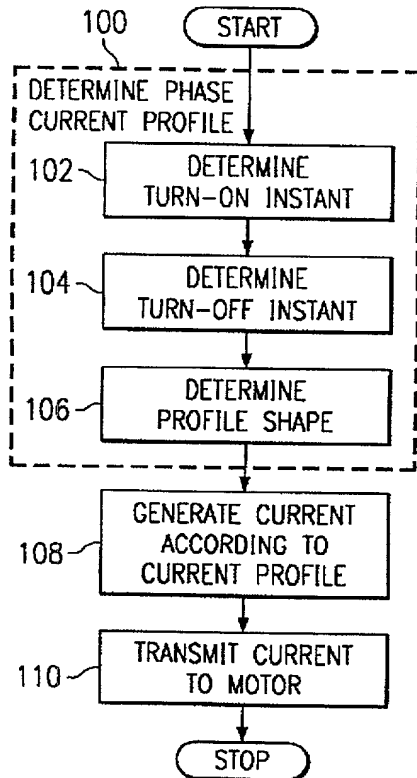 100
START
DETERMINE PHASE
CURRENT PROFILE
102
DETERMINE
TURN-ON INSTANT
104
DETERMINE
TURN-OFF INSTANT
106
DETERMINE
PROFILE SHAPE
108
GENERATE CURRENT
ACCORDING TO
CURRENT PROFILE
110
TRANSMIT CURRENT
TO MOTOR
STOP